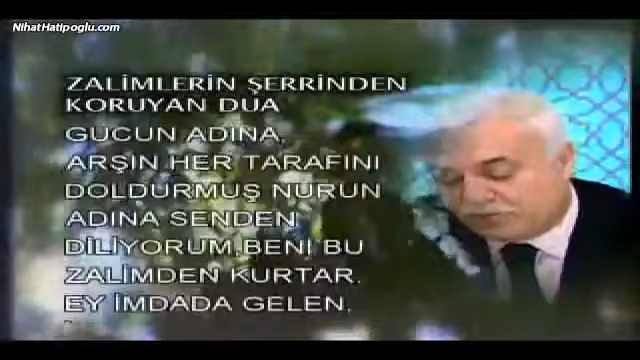 NihatHatipoglu.com
ZALİMLERİN ŞERRİNDEN
KORUYAN DUA
GÜCÜN ADINA,
ARŞIN HER TARAFINI
DOLDURMUŞ NURUN
ADINA SENDEN
DİLİYORUM.BENİ BU
ZALİMDEN KURTAR.
EY İMDADA GELEN,